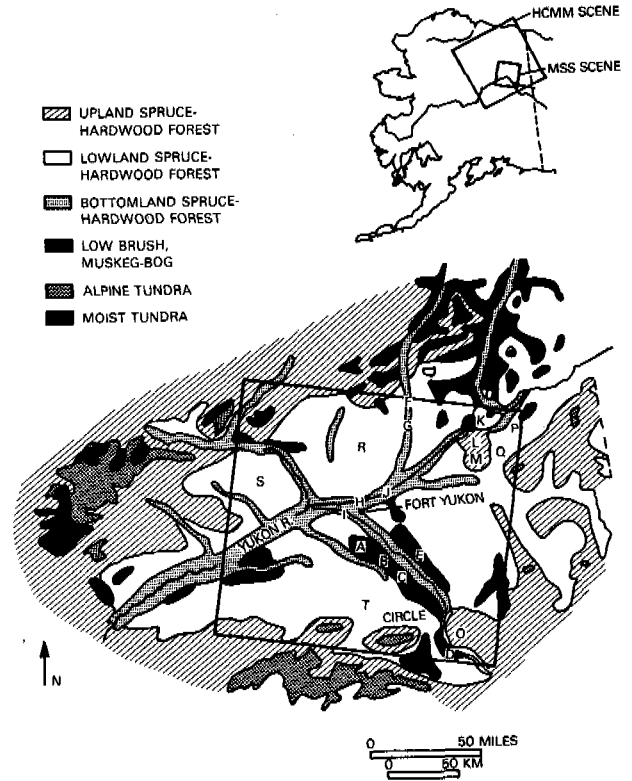 HCMM SCENE
MSS SCENE
UPLAND SPRUCE-
HARDWOOD FOREST
LOWLAND SPRUCE-
HARDWOOD FOREST
BOTTOMLAND SPRUCE-
HARDWOOD FOREST
LOW BRUSH,
MUSKEG-BOG
ALPINE TUNDRA
MOIST TUNDRA
D
G
K
P
R
L
Q
M
S
H
J
FORT YUKON
I
YUKON R
A
B
E
C
T
CIRCLE
O
D
N
0 50 MILES
0 50 KM